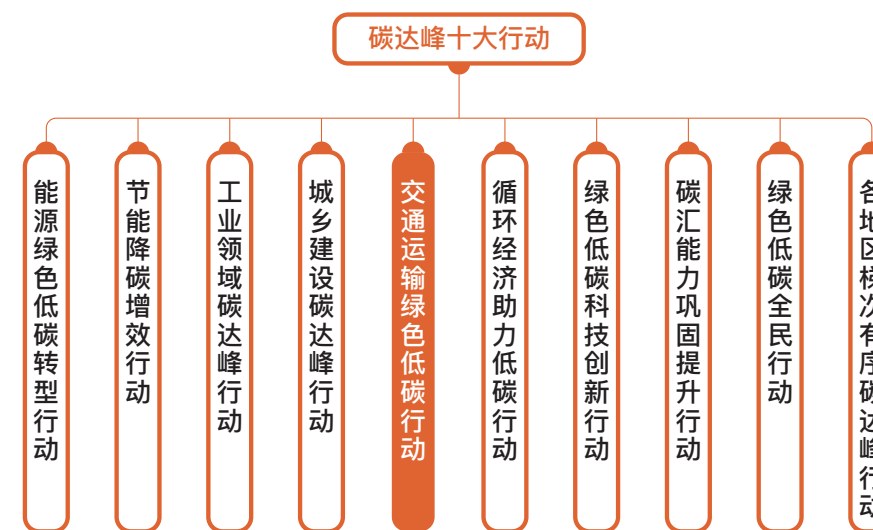 碳达峰十大行动
能源绿色低碳转型行动
节能降碳增效行动
工业领域碳达峰行动
城乡建设碳达峰行动
交通运输绿色低碳行动
循环经济助力低碳行动
绿色低碳科技创新行动
碳汇能力巩固提升行动
绿色低碳全民行动
各地区梯次有序碳达峰行动